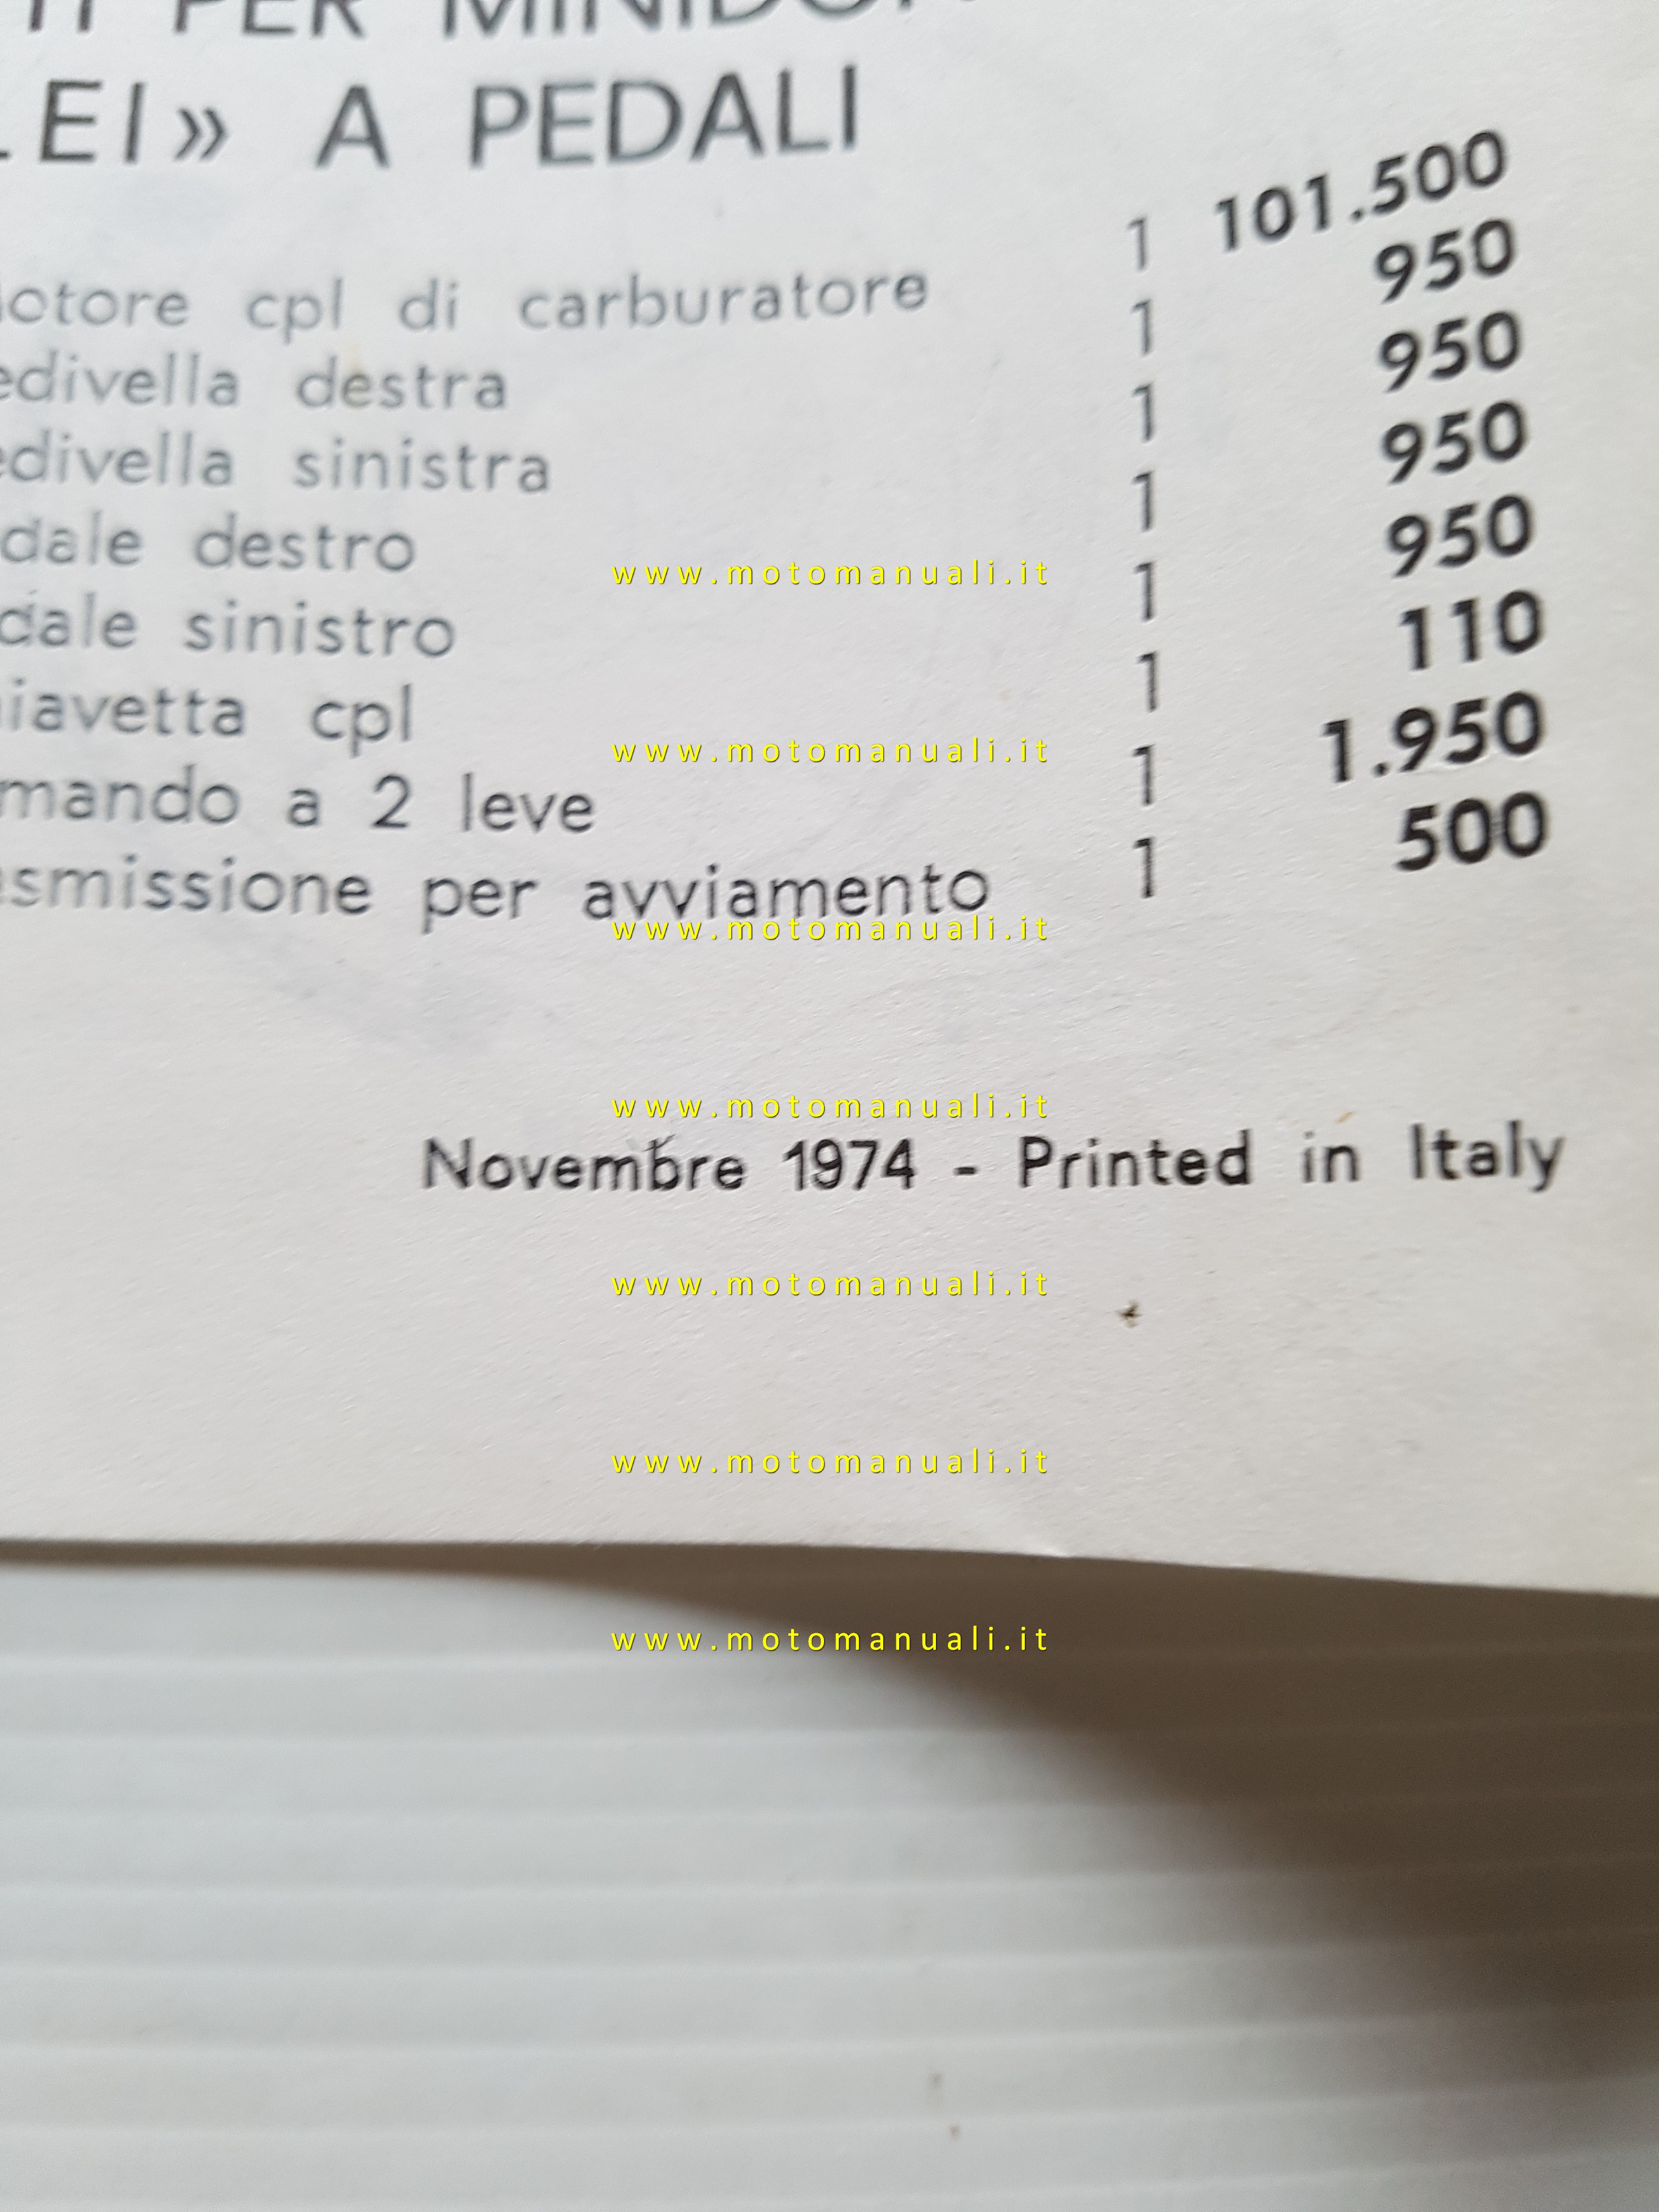 PER
LEI» A PEDALI
otore cpl di carburatore 1 101.500
edivella destra 1 950
edivella sinistra 1 950
dale destro 1 950
dale sinistro 1 950
iavetta cpl 1 110
mando a 2 leve 1 1.950
smissione per avviamento 1 500
www.motomanuali.it
www.motomanuali.it
www.motomanuali.it
www.motomanuali.it
Novembre 1974 - Printed in Italy
www.motomanuali.it
www.motomanuali.it
www.motomanuali.it